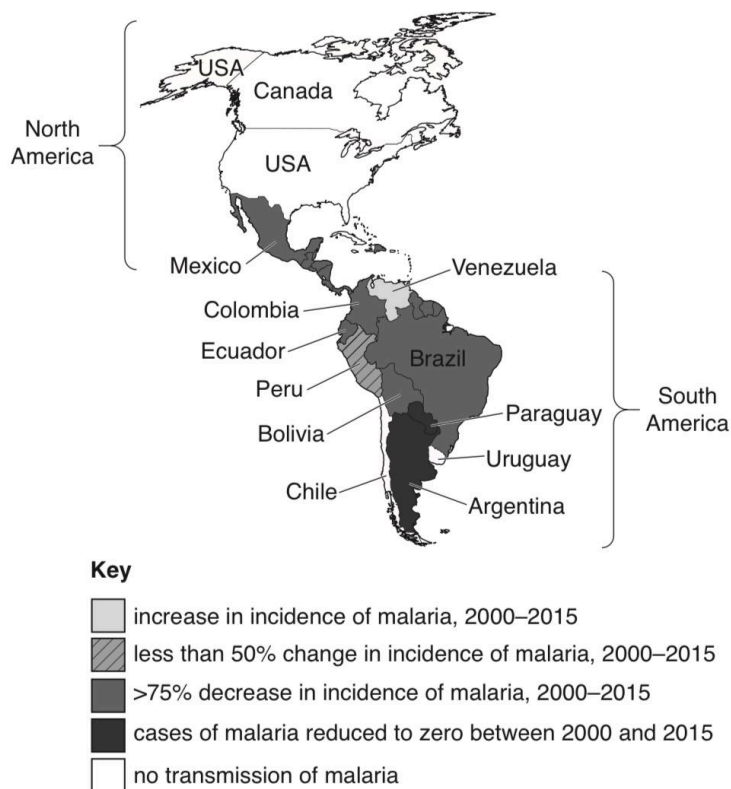 USA
Canada
North
America
USA
Mexico
Venezuela
Colombia
Ecuador
Brazil
Peru
South
America
Paraguay
Bolivia
Uruguay
Chile
Argentina
Key
increase in incidence of malaria, 2000–2015
less than 50% change in incidence of malaria, 2000–2015
>75% decrease in incidence of malaria, 2000–2015
cases of malaria reduced to zero between 2000 and 2015
no transmission of malaria